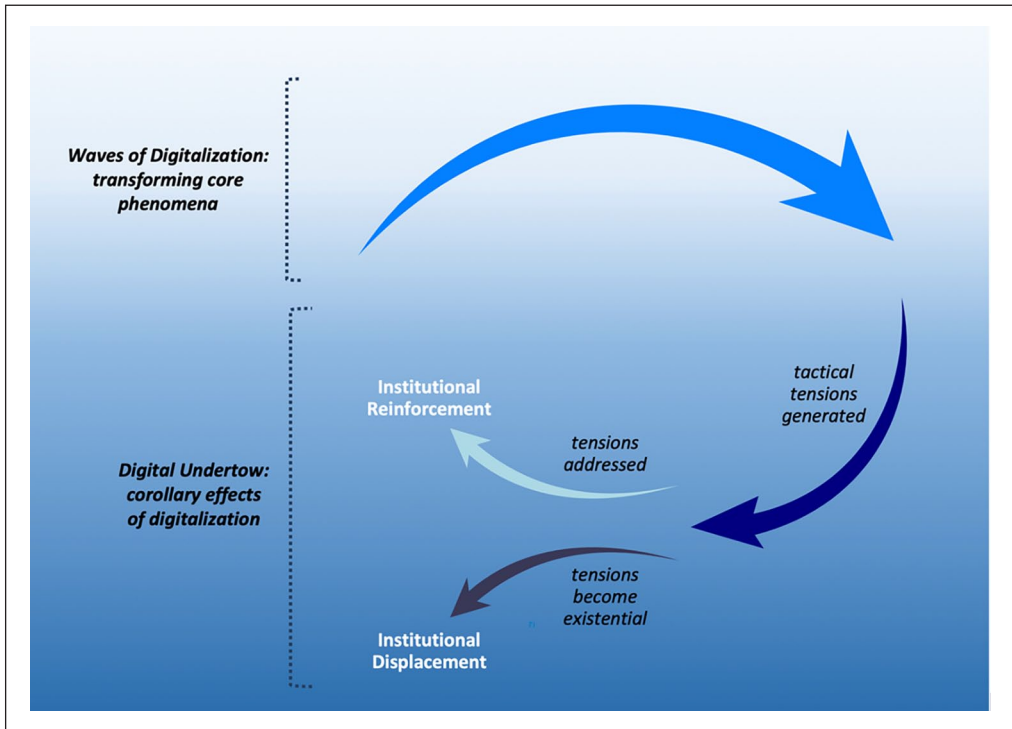 Waves of Digitalization:
transforming core
phenomena
tactical
tensions
generated
Institutional
Reinforcement
tensions
addressed
Digital Undertow:
corollary effects
of digitalization
tensions
become
existential
Institutional
Displacement